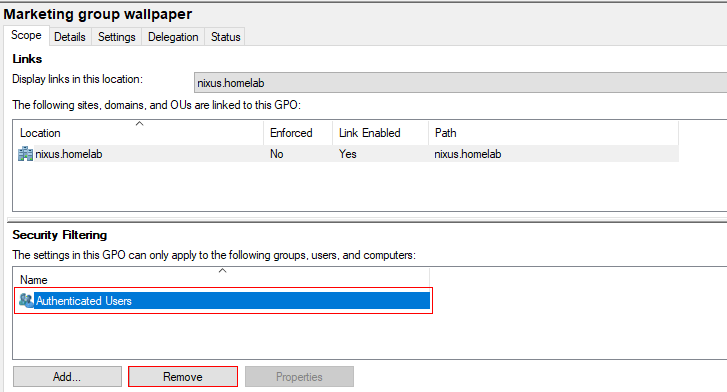 Marketing group wallpaper
Scope Details Settings Delegation Status
Links
Display links in this location: nixus.homelab
The following sites, domains, and OUs are linked to this GPO:
Location Enforced Link Enabled Path
nixus.homelab No Yes nixus.homelab
Security Filtering
The settings in this GPO can only apply to the following groups, users, and computers:
Name
Authenticated Users
Add... Remove Properties